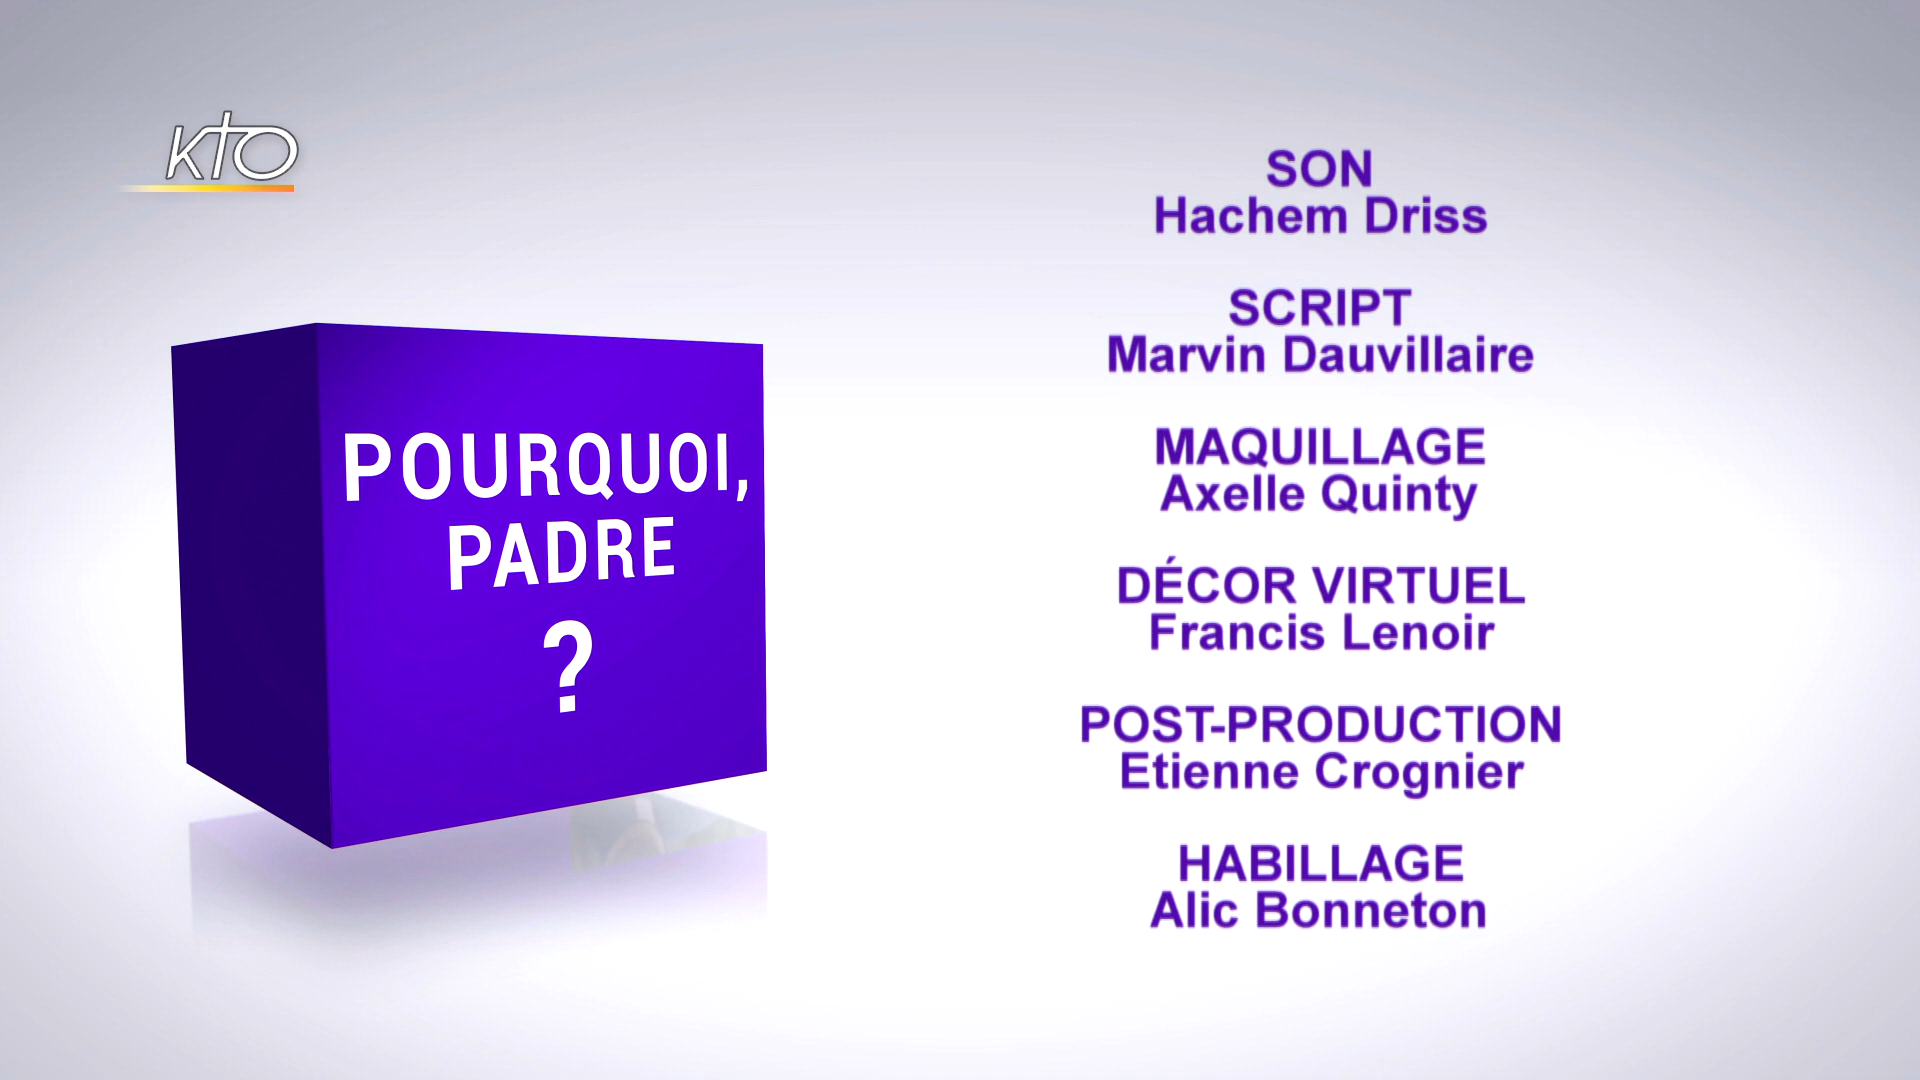 KTO
POURQUOI,
PADRE
?
SON
Hachem Driss
SCRIPT
Marvin Dauvillaire
MAQUILLAGE
Axelle Quinty
DÉCOR VIRTUEL
Francis Lenoir
POST-PRODUCTION
Etienne Crognier
HABILLAGE
Alic Bonneton